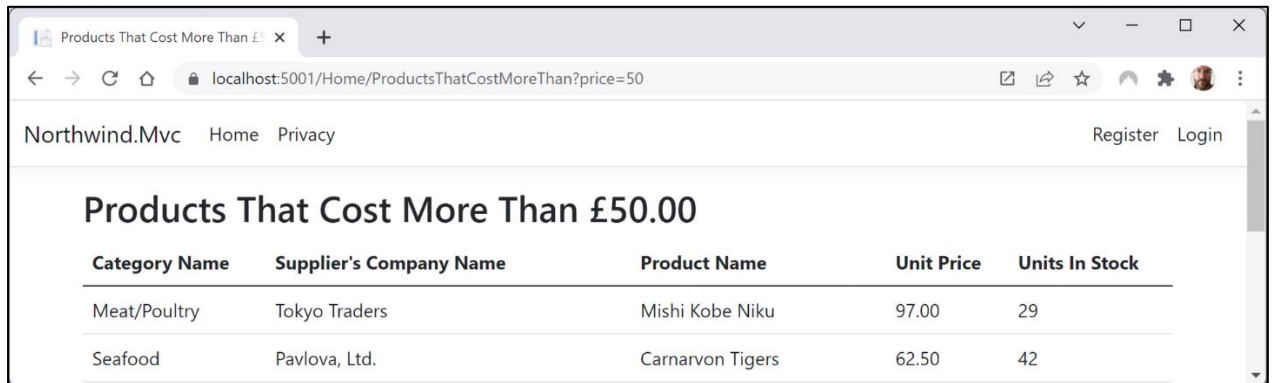 Products That Cost More Than £
localhost:5001/Home/ProductsThatCostMoreThan?price=50
Northwind.Mvc Home Privacy Register Login
Products That Cost More Than £50.00
Category Name Supplier's Company Name Product Name Unit Price Units In Stock
Meat/Poultry Tokyo Traders Mishi Kobe Niku 97.00 29
Seafood Pavlova, Ltd. Carnarvon Tigers 62.50 42